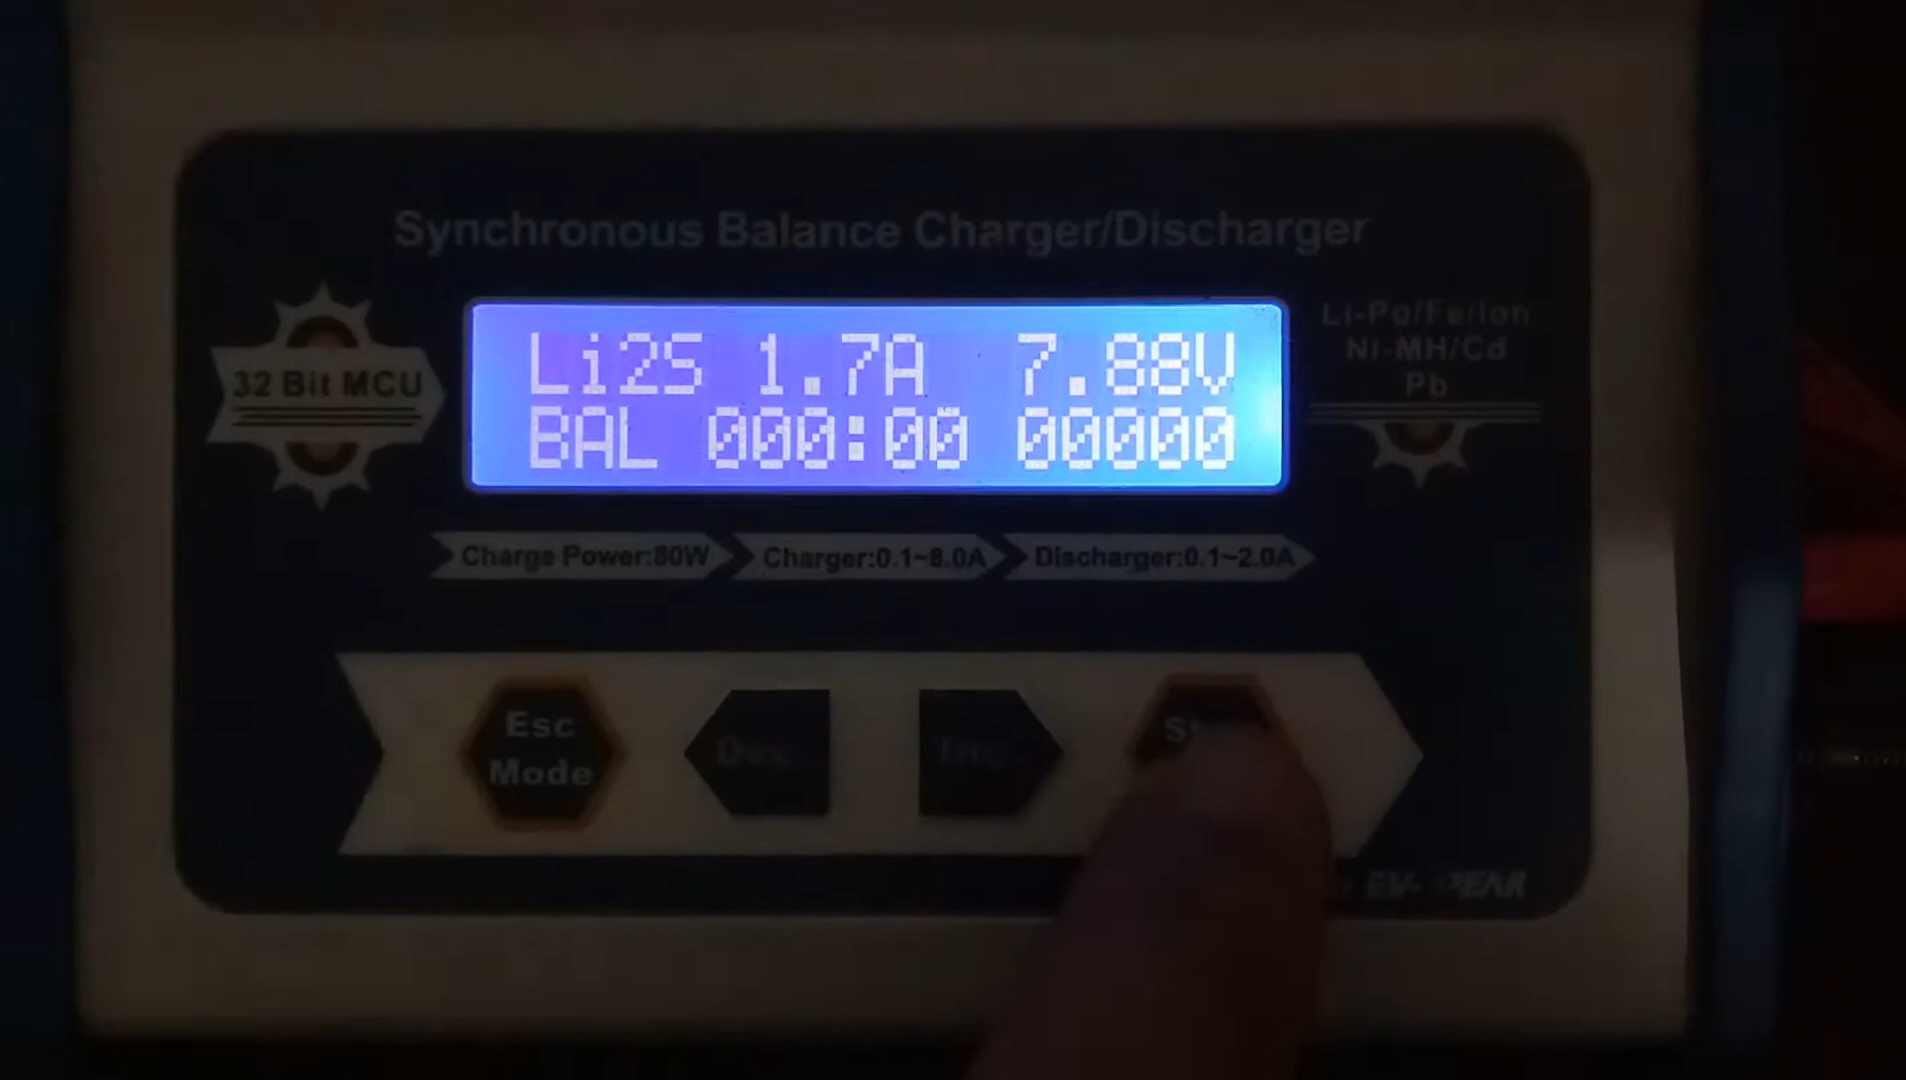 Synchronous Balance Charger/Discharger
32 Bit MCU
Li2S 1.7A 7.88V
BAL 000:00 00000
Li-Po/Fe/Ion
Ni-MH/Cd
Pb
Charge Power:80W
Charger:0.1~8.0A
Discharger:0.1~2.0A
Esc
Mode
Dec.
Inc.